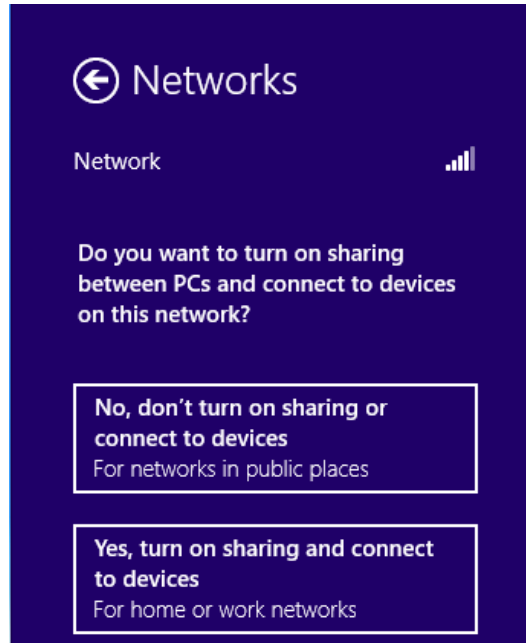 Networks
Network
Do you want to turn on sharing
between PCs and connect to devices
on this network?
No, don't turn on sharing or
connect to devices
For networks in public places
Yes, turn on sharing and connect
to devices
For home or work networks